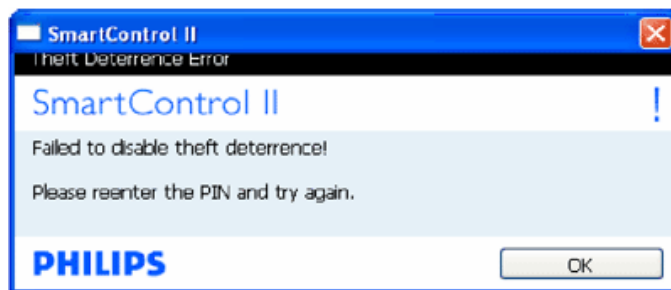 SmartControl II
Theft Deterrence Error
SmartControl II
!
Failed to disable theft deterrence!
Please reenter the PIN and try again.
PHILIPS
OK